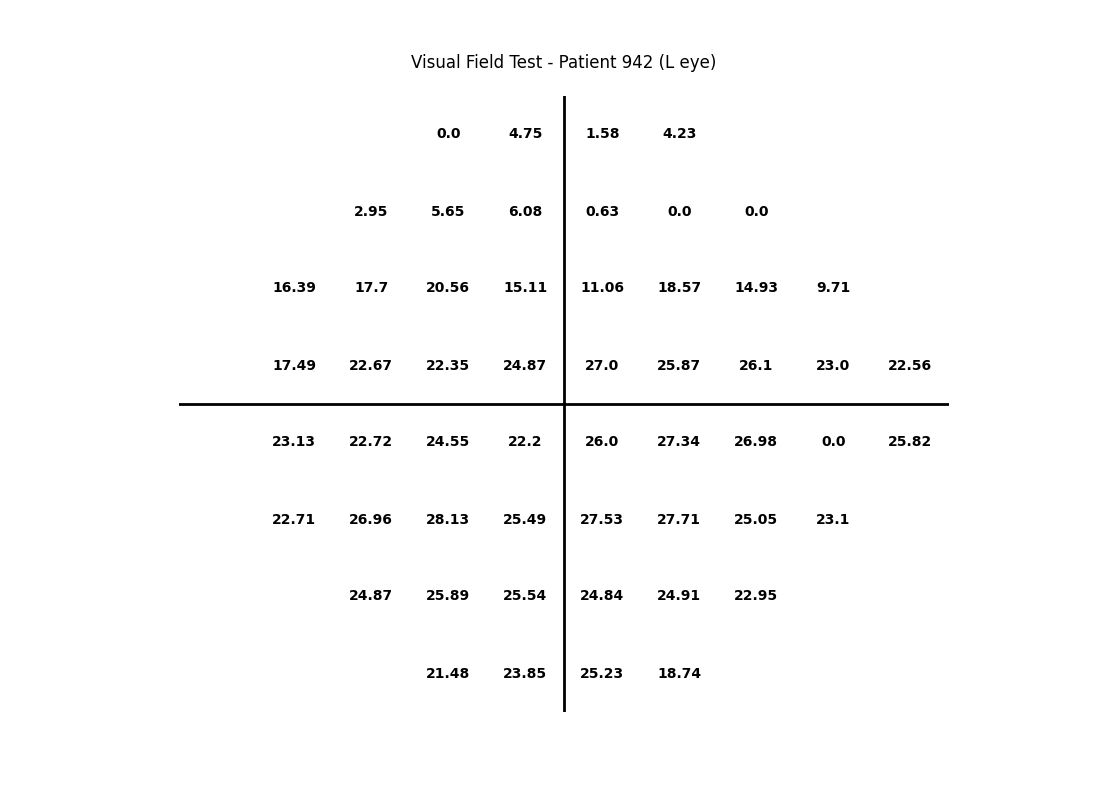 Visual Field Test - Patient 942 (L eye)
0.0 4.75 1.58 4.23
2.95 5.65 6.08 0.63 0.0 0.0
16.39 17.7 20.56 15.11 11.06 18.57 14.93 9.71
17.49 22.67 22.35 24.87 27.0 25.87 26.1 23.0 22.56
23.13 22.72 24.55 22.2 26.0 27.34 26.98 0.0 25.82
22.71 26.96 28.13 25.49 27.53 27.71 25.05 23.1
24.87 25.89 25.54 24.84 24.91 22.95
21.48 23.85 25.23 18.74